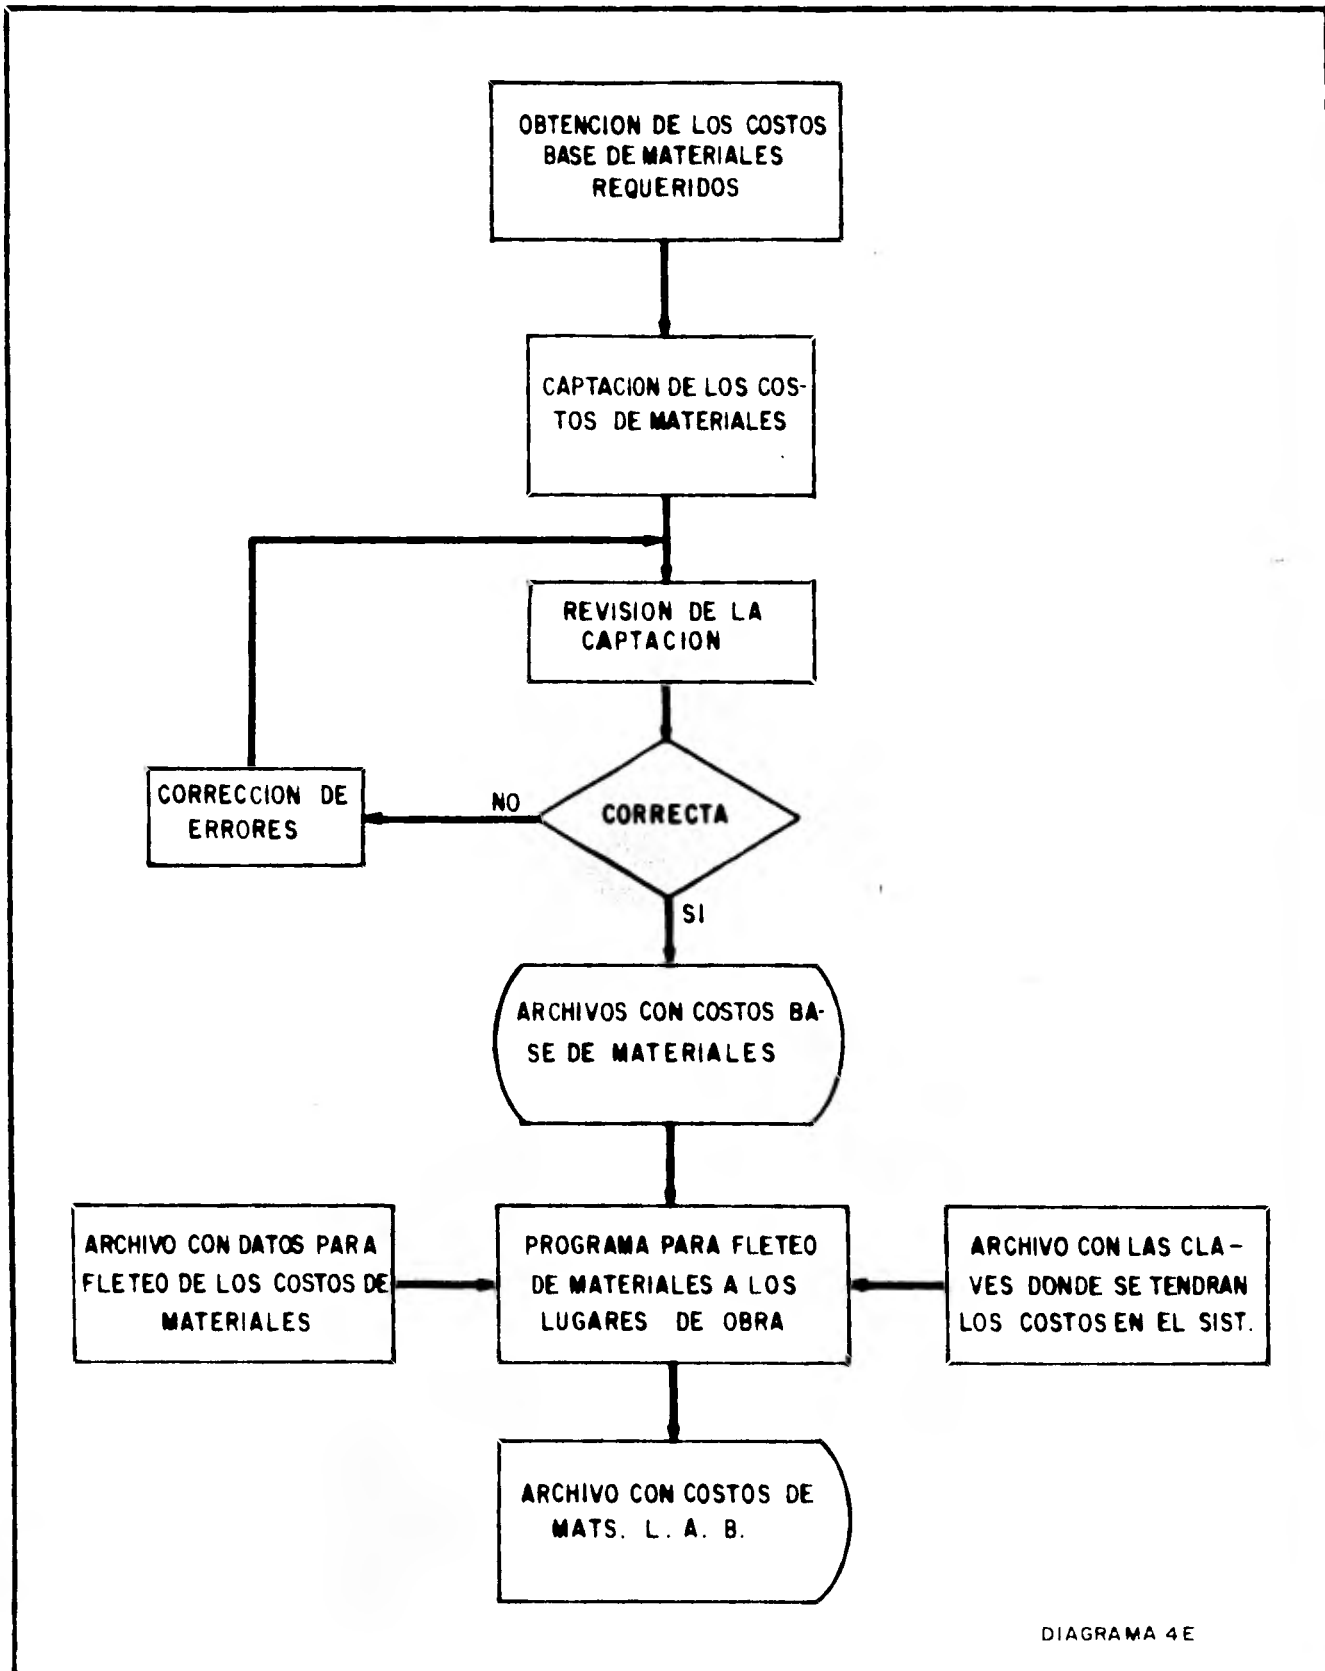 OBTENCION DE LOS COSTOS
BASE DE MATERIALES
REQUERIDOS
CAPTACION DE LOS COS-
TOS DE MATERIALES
REVISION DE LA
CAPTACION
CORRECCION DE
ERRORES
NO
CORRECTA
SI
ARCHIVOS CON COSTOS BA-
SE DE MATERIALES
ARCHIVO CON DATOS PARA
FLETEO DE LOS COSTOS DE
MATERIALES
PROGRAMA PARA FLETEO
DE MATERIALES A LOS
LUGARES DE OBRA
ARCHIVO CON LAS CLA-
VES DONDE SE TENDRAN
LOS COSTOS EN EL SIST.
ARCHIVO CON COSTOS DE
MATS. L. A. B.
DIAGRAMA 4E